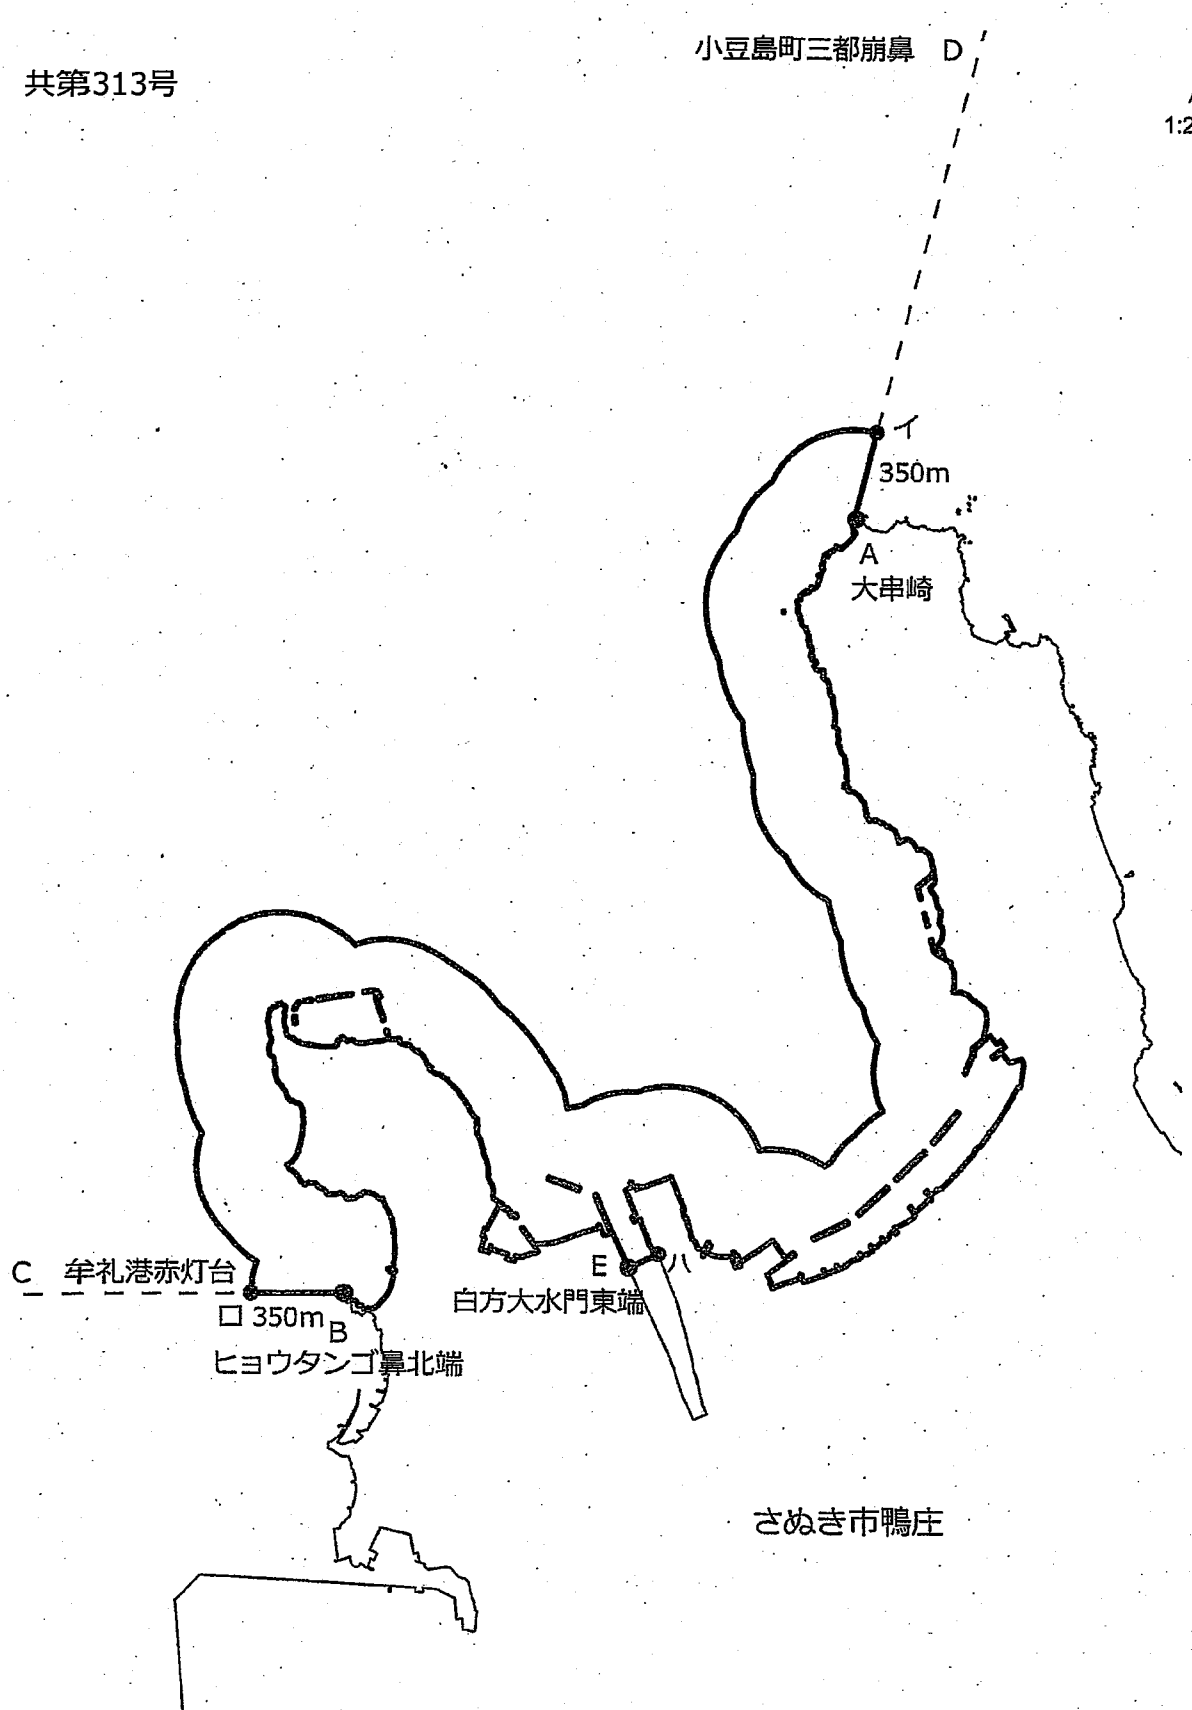 小豆島町三都崩鼻 D
共第313号
1:2
イ
350m
A
大串崎
C 牟礼港赤灯台
ロ 350m
B
ヒョウタンゴ鼻北端
E
ハ
白方大水門東端
さぬき市鴨庄